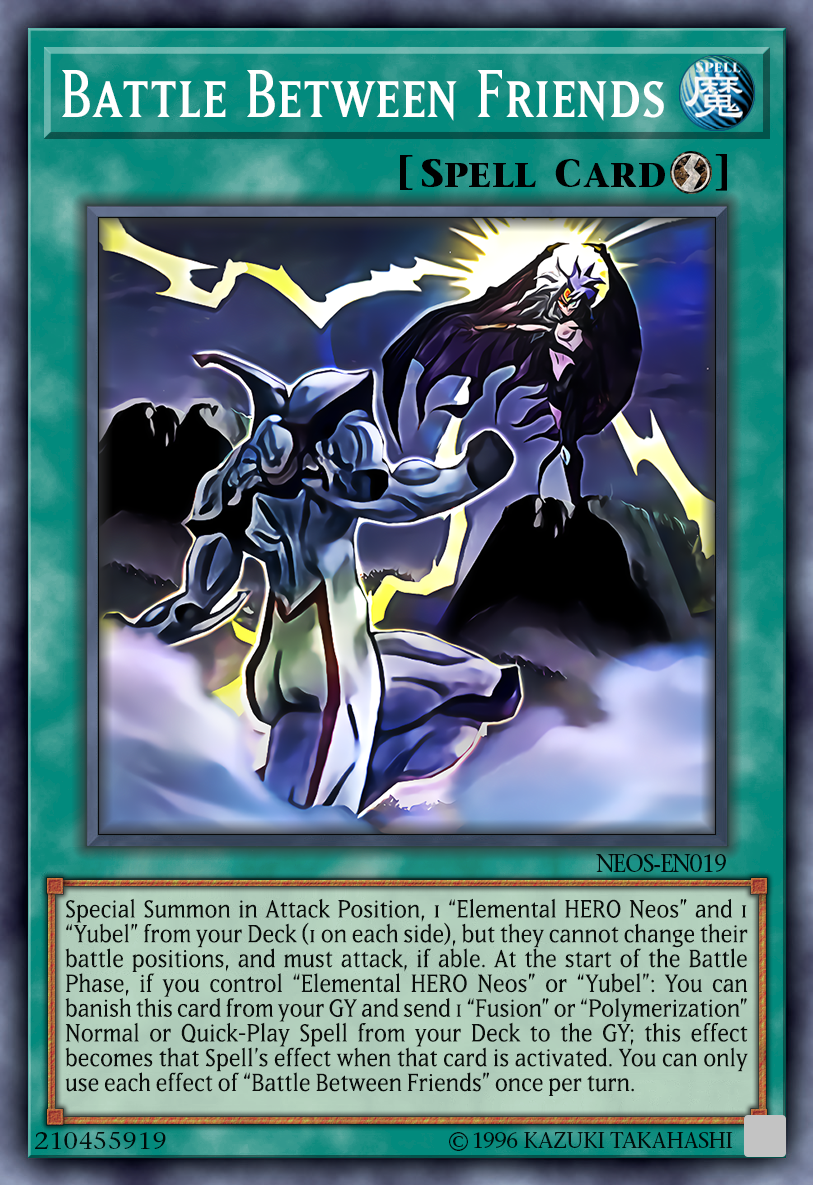 Battle Between Friends
SPELL
魔
[Spell Card]
NEOS-EN019
Special Summon in Attack Position, 1 “Elemental HERO Neos” and 1
“Yubel” from your Deck (1 on each side), but they cannot change their
battle positions, and must attack, if able. At the start of the Battle
Phase, if you control “Elemental HERO Neos” or “Yubel”: You can
banish this card from your GY and send 1 “Fusion” or “Polymerization”
Normal or Quick-Play Spell from your Deck to the GY; this effect
becomes that Spell’s effect when that card is activated. You can only
use each effect of “Battle Between Friends” once per turn.
210455919
© 1996 KAZUKI TAKAHASHI